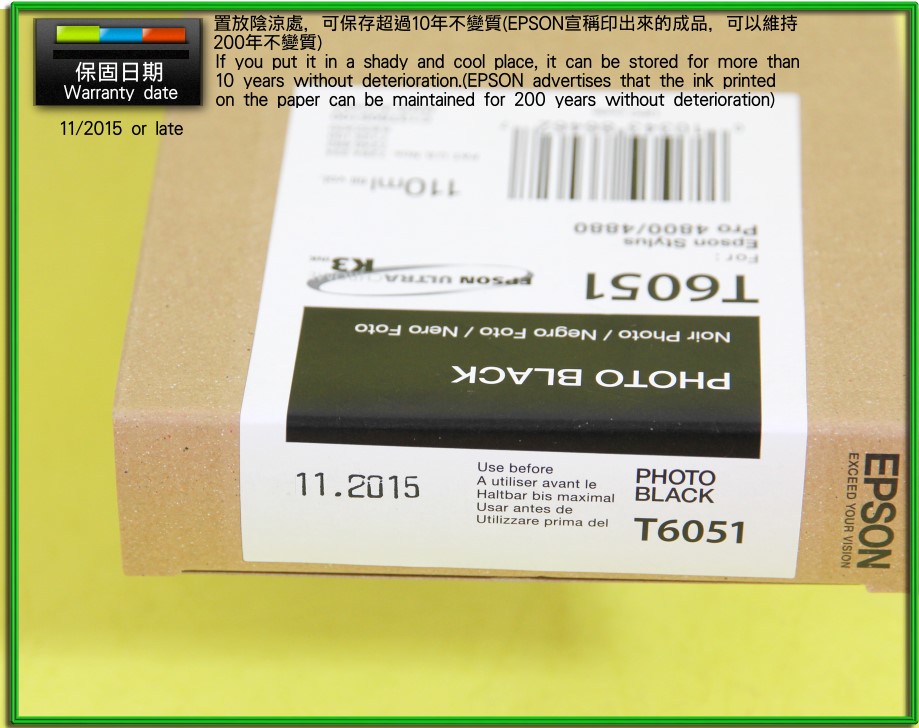 置放陰涼處，可保存超過10年不變質(EPSON宣稱印出來的成品，可以維持
200年不變質)
If you put it in a shady and cool place, it can be stored for more than
10 years without deterioration.(EPSON advertises that the ink printed
on the paper can be maintained for 200 years without deterioration)
保固日期
Warranty date
11/2015 or late
110ml
Pro 4800/4880
Epson Stylus
For:
T6051
EPSON ULTRACHROME K3
Noir Photo / Negro Foto / Nero Foto
PHOTO BLACK
11.2015
Use before
A utiliser avant le
Haltbar bis maximal
Usar antes de
Utilizzare prima del
PHOTO
BLACK
T6051
EPSON
EXCEED YOUR VISION